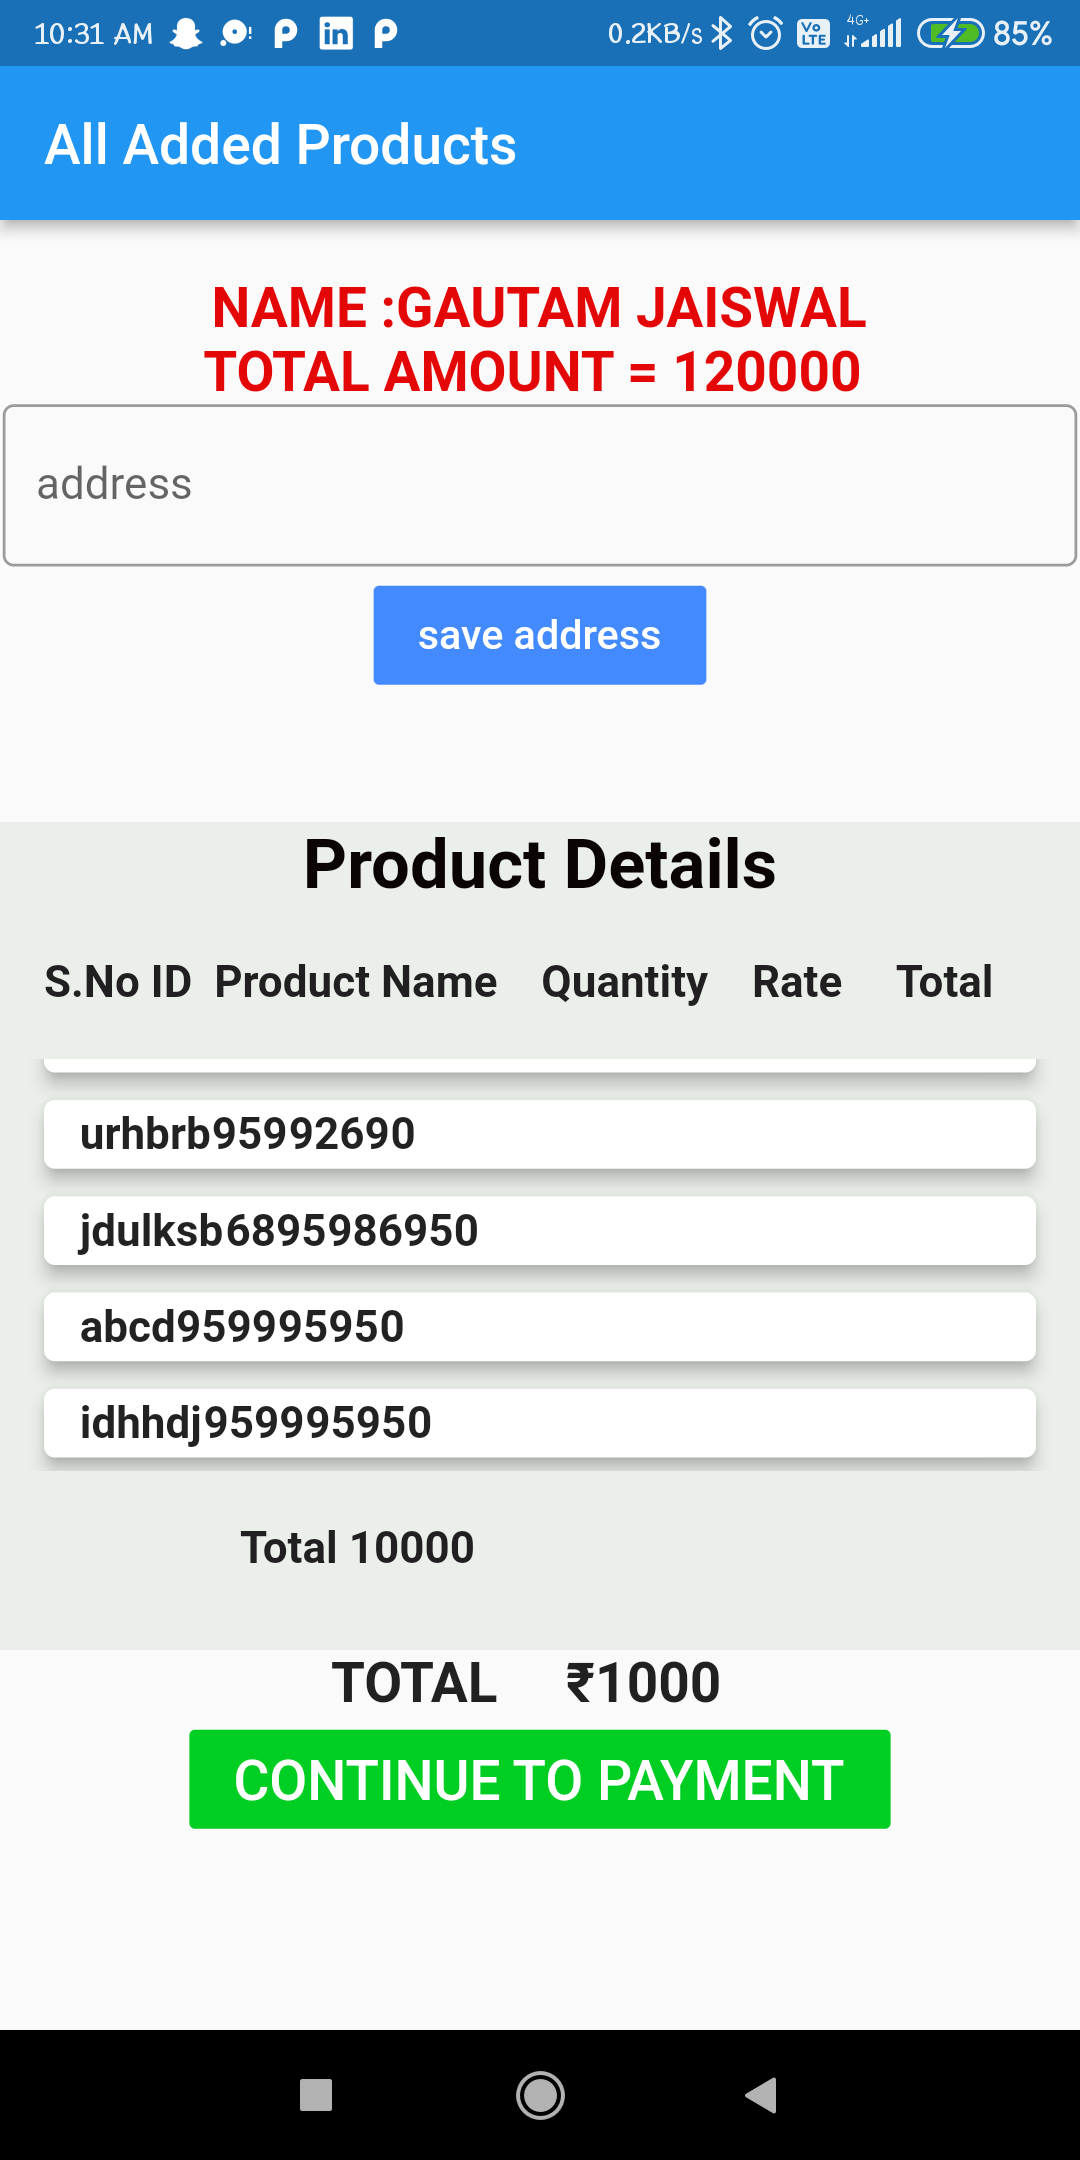 10:31 AM 0.2KB/s Vo LTE 4G+ 85%
All Added Products
NAME :GAUTAM JAISWAL
TOTAL AMOUNT = 120000
address
save address
Product Details
S.No ID Product Name Quantity Rate Total
urhbrb95992690
jdulksb6895986950
abcd959995950
idhhdj959995950
Total 10000
TOTAL ₹1000
CONTINUE TO PAYMENT